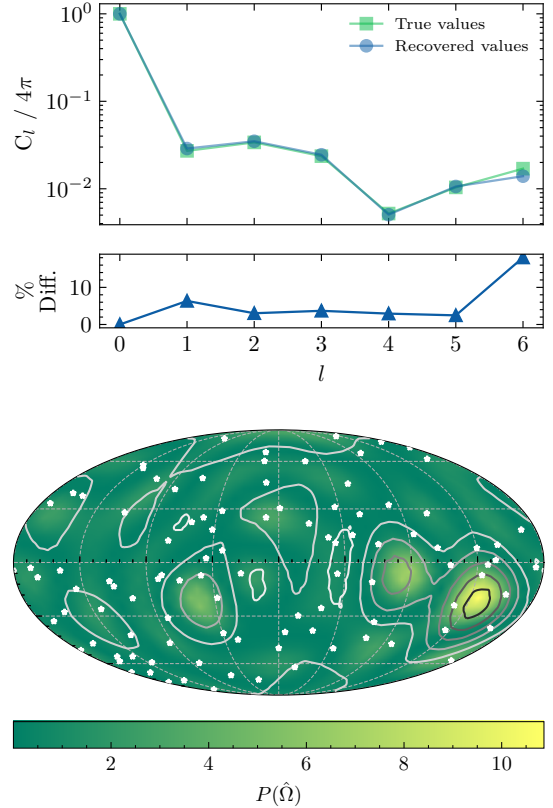 True values
Recovered values
C_l / 4π
10^0
10^{-1}
10^{-2}
% Diff.
10
0
0 1 2 3 4 5 6
l
2 4 6 8 10
P(Ω̂)